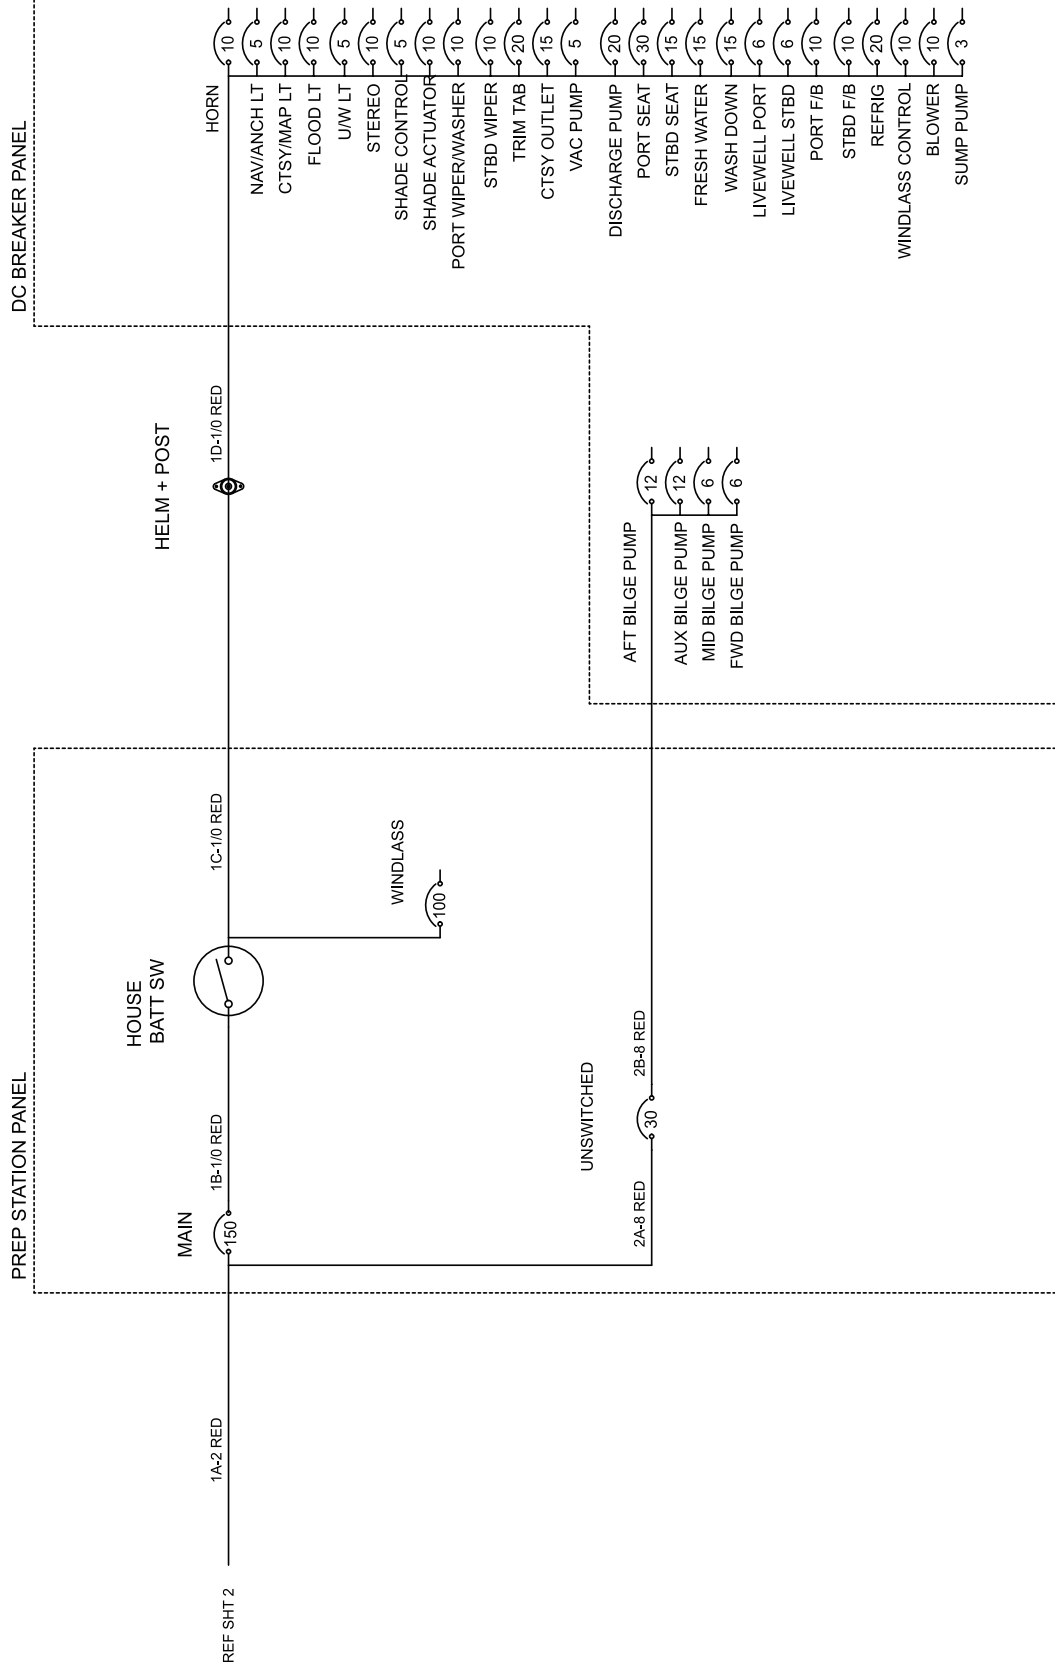 PREP STATION PANEL
DC BREAKER PANEL
REF SHT 2
1A-2 RED
MAIN
150
1B-1/0 RED
HOUSE
BATT SW
1C-1/0 RED
WINDLASS
100
HELM + POST
1D-1/0 RED
2A-8 RED
UNSWITCHED
30
2B-8 RED
AFT BILGE PUMP 12
AUX BILGE PUMP 12
MID BILGE PUMP 6
FWD BILGE PUMP 6
HORN 10
NAV/ANCH LT 5
CTSY/MAP LT 10
FLOOD LT 10
U/W LT 5
STEREO 10
SHADE CONTROL 5
SHADE ACTUATOR 10
PORT WIPER/WASHER 10
STBD WIPER 10
TRIM TAB 20
CTSY OUTLET 15
VAC PUMP 5
DISCHARGE PUMP 20
PORT SEAT 30
STBD SEAT 15
FRESH WATER 15
WASH DOWN 15
LIVEWELL PORT 6
LIVEWELL STBD 6
PORT F/B 10
STBD F/B 10
REFRIG 20
WINDLASS CONTROL 10
BLOWER 10
SUMP PUMP 3